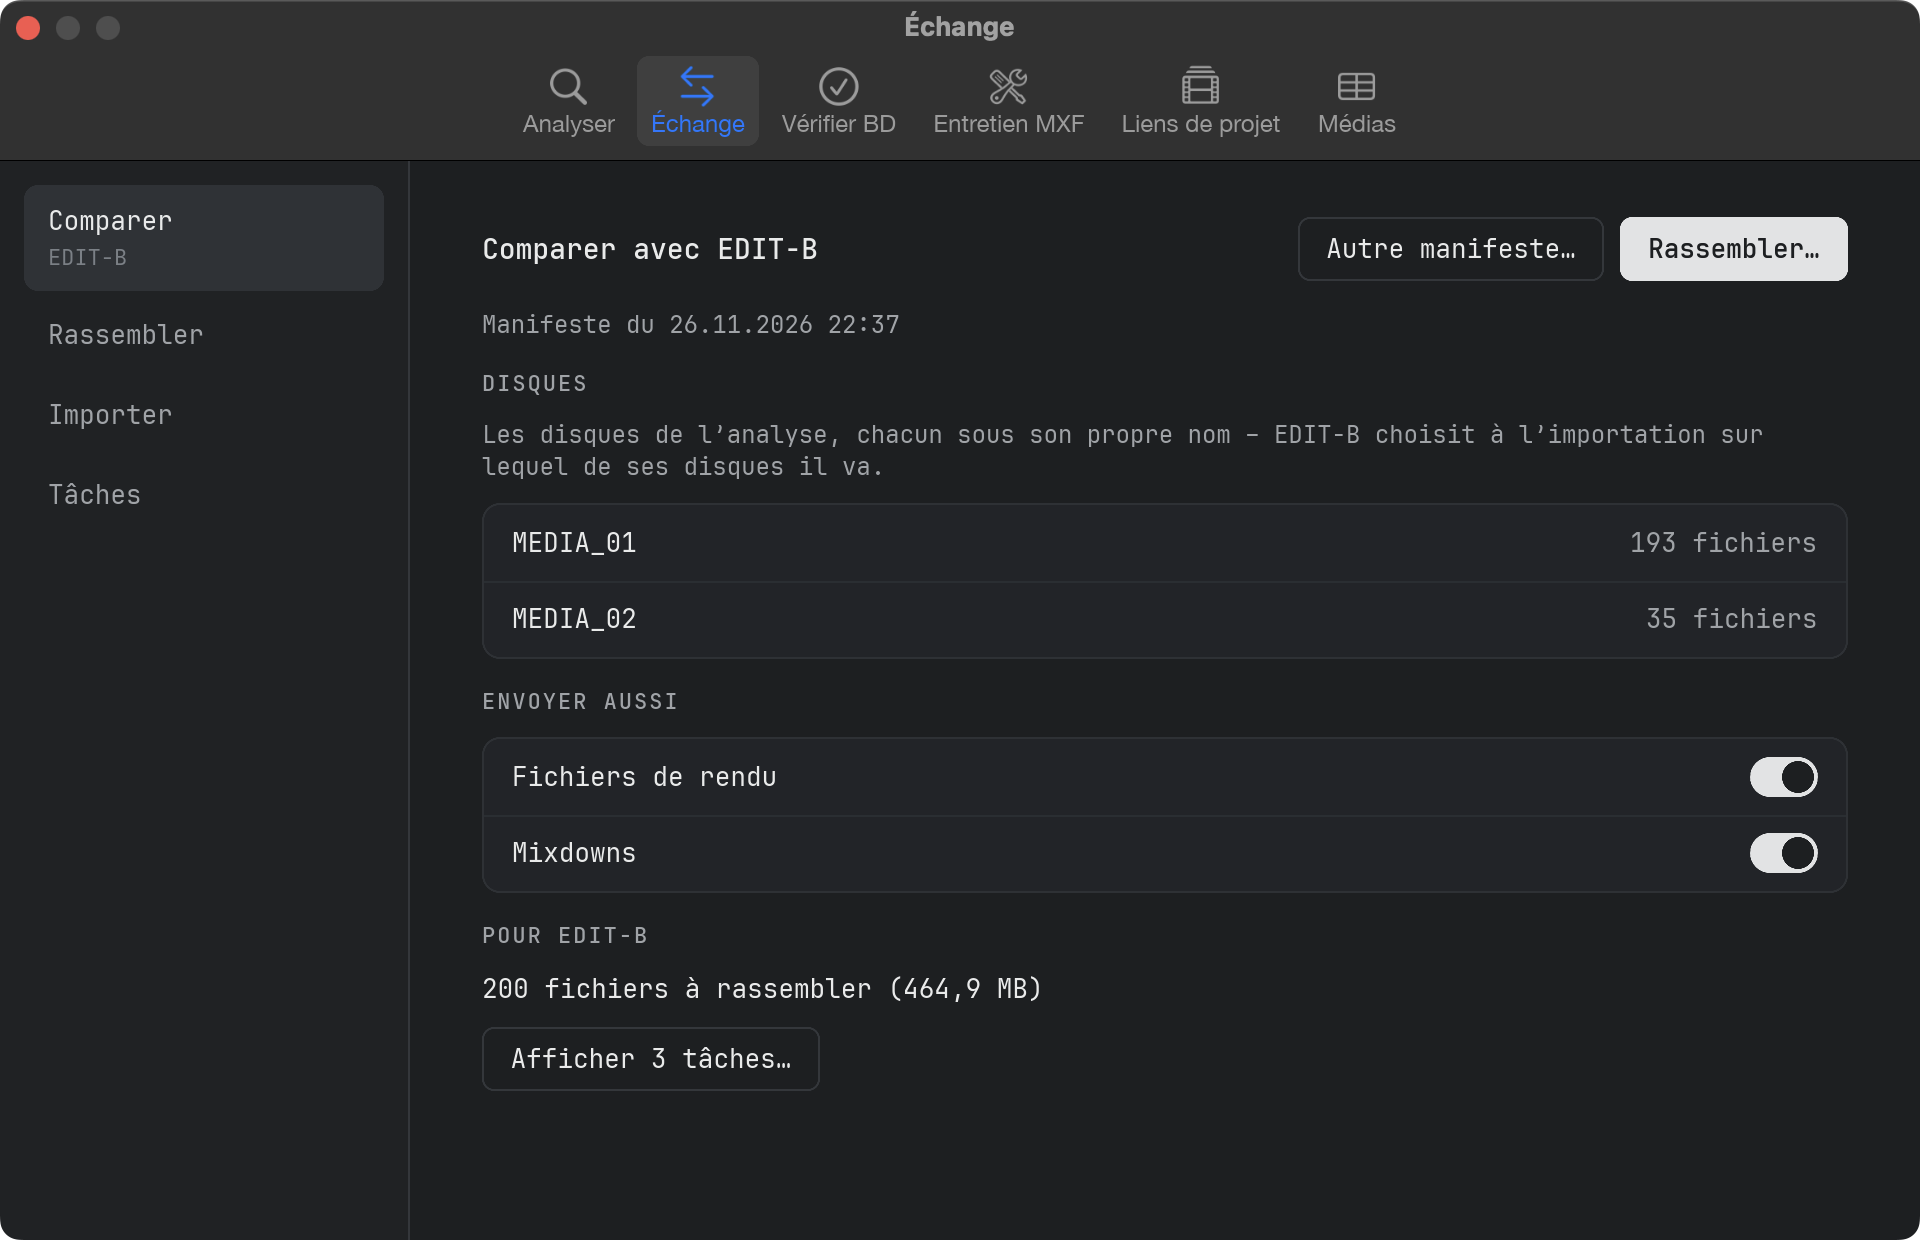 Échange
Analyser
Échange
Vérifier BD
Entretien MXF
Liens de projet
Médias
Comparer
EDIT-B
Rassembler
Importer
Tâches
Comparer avec EDIT-B
Autre manifeste…
Rassembler…
Manifeste du 26.11.2026 22:37
DISQUES
Les disques de l’analyse, chacun sous son propre nom – EDIT-B choisit à l’importation sur
lequel de ses disques il va.
MEDIA_01
193 fichiers
MEDIA_02
35 fichiers
ENVOYER AUSSI
Fichiers de rendu
Mixdowns
POUR EDIT-B
200 fichiers à rassembler (464,9 MB)
Afficher 3 tâches…